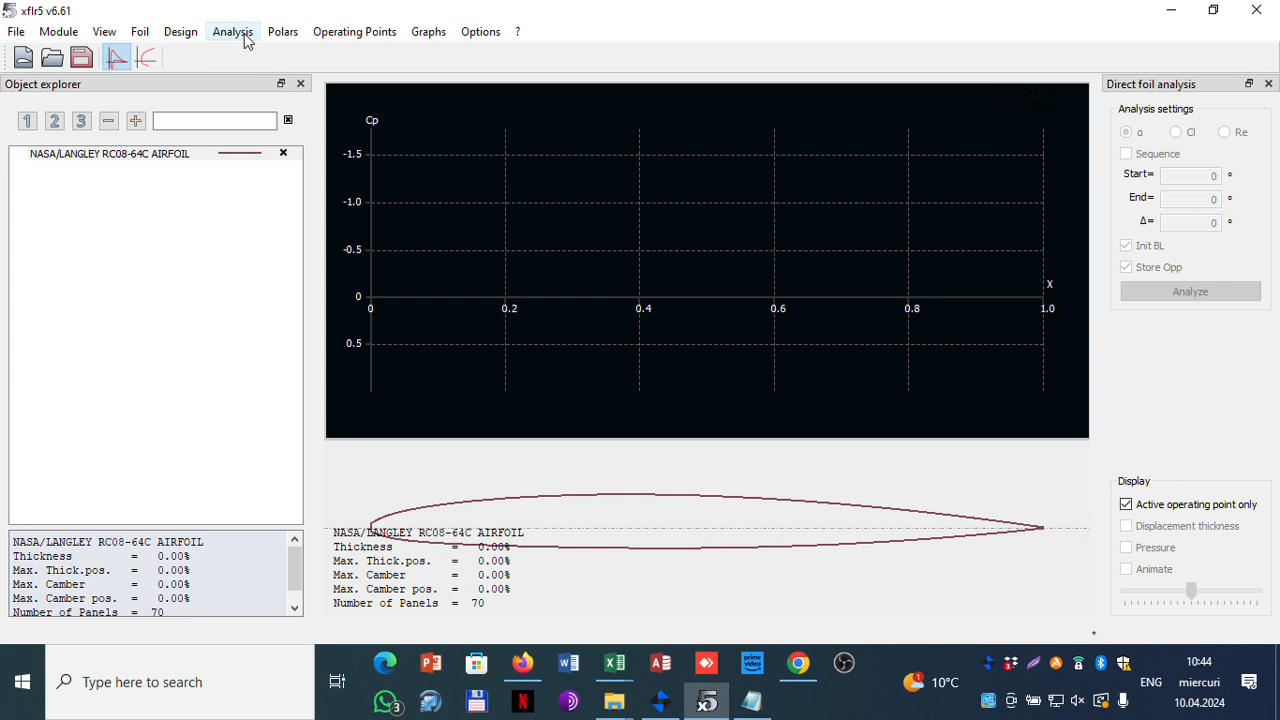 xflr5 v6.61
File Module View Foil Design Analysis Polars Operating Points Graphs Options ?
Object explorer
1 2 3
NASA/LANGLEY RC08-64C AIRFOIL
NASA/LANGLEY RC08-64C AIRFOIL
Thickness = 0.00%
Max. Thick.pos. = 0.00%
Max. Camber = 0.00%
Max. Camber pos. = 0.00%
Number of Panels = 70
Cp
-1.5
-1.0
-0.5
0
0.5
X
0 0.2 0.4 0.6 0.8 1.0
NASA/LANGLEY RC08-64C AIRFOIL
Thickness = 0.00%
Max. Thick.pos. = 0.00%
Max. Camber = 0.00%
Max. Camber pos. = 0.00%
Number of Panels = 70
Direct foil analysis
Analysis settings
α Cl Re
Sequence
Start= 0 °
End= 0 °
Δ= 0 °
Init BL
Store Opp
Analyze
Display
Active operating point only
Displacement thickness
Pressure
Animate
*
Type here to search
1
10°C
ENG
10:44
miercuri
10.04.2024
3